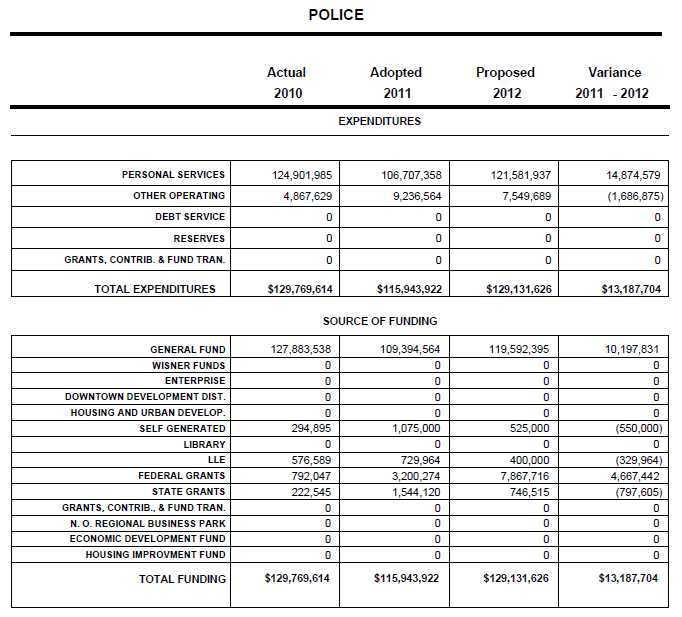 POLICE
Actual Adopted Proposed Variance
2010 2011 2012 2011 - 2012
EXPENDITURES
PERSONAL SERVICES 124,901,985 106,707,358 121,581,937 14,874,579
OTHER OPERATING 4,867,629 9,236,564 7,549,689 (1,686,875)
DEBT SERVICE 0 0 0 0
RESERVES 0 0 0 0
GRANTS, CONTRIB. & FUND TRAN. 0 0 0 0
TOTAL EXPENDITURES $129,769,614 $115,943,922 $129,131,626 $13,187,704
SOURCE OF FUNDING
GENERAL FUND 127,883,538 109,394,564 119,592,395 10,197,831
WISNER FUNDS 0 0 0 0
ENTERPRISE 0 0 0 0
DOWNTOWN DEVELOPMENT DIST. 0 0 0 0
HOUSING AND URBAN DEVELOP. 0 0 0 0
SELF GENERATED 294,895 1,075,000 525,000 (550,000)
LIBRARY 0 0 0 0
LLE 576,589 729,964 400,000 (329,964)
FEDERAL GRANTS 792,047 3,200,274 7,867,716 4,667,442
STATE GRANTS 222,545 1,544,120 746,515 (797,605)
GRANTS, CONTRIB., & FUND TRAN. 0 0 0 0
N. O. REGIONAL BUSINESS PARK 0 0 0 0
ECONOMIC DEVELOPMENT FUND 0 0 0 0
HOUSING IMPROVMENT FUND 0 0 0 0
TOTAL FUNDING $129,769,614 $115,943,922 $129,131,626 $13,187,704